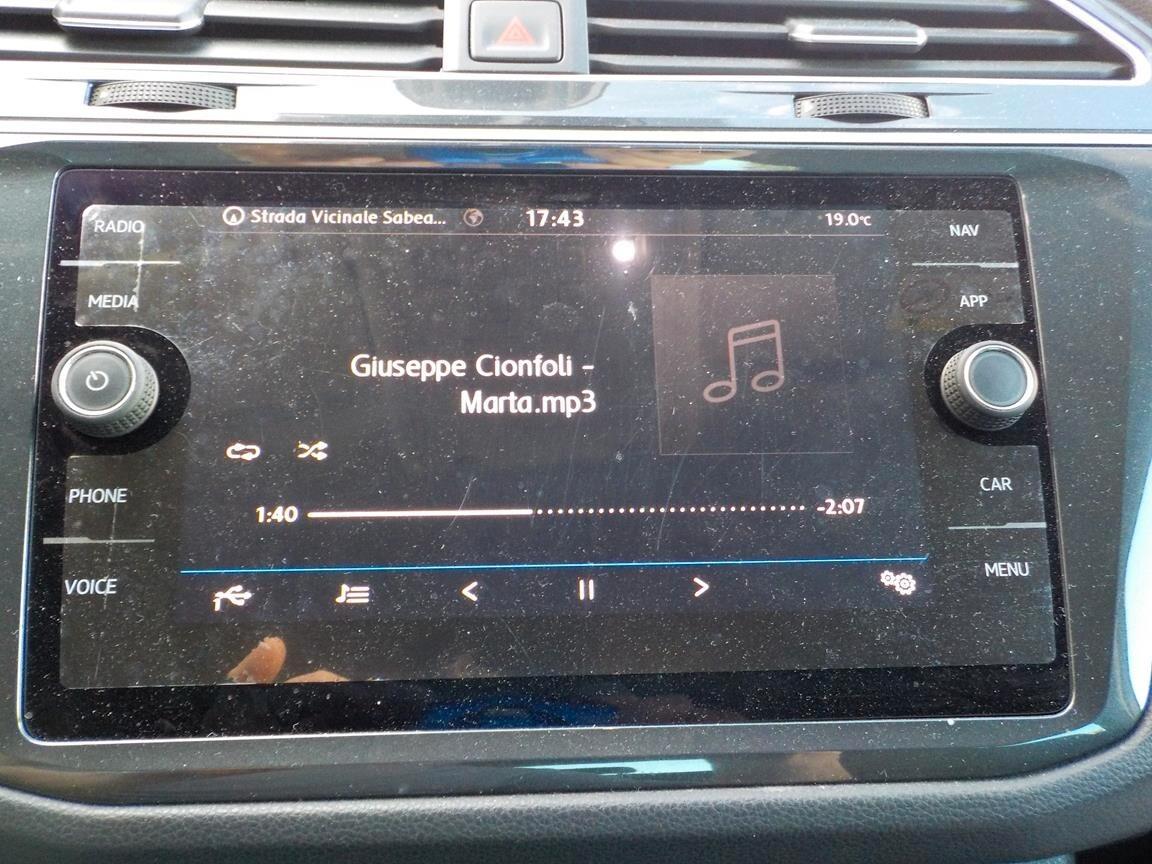 RADIO
Strada Vicinale Sabea... 17:43 19.0°C
NAV
MEDIA
APP
Giuseppe Cionfoli -
Marta.mp3
PHONE
CAR
1:40 -2:07
VOICE
MENU